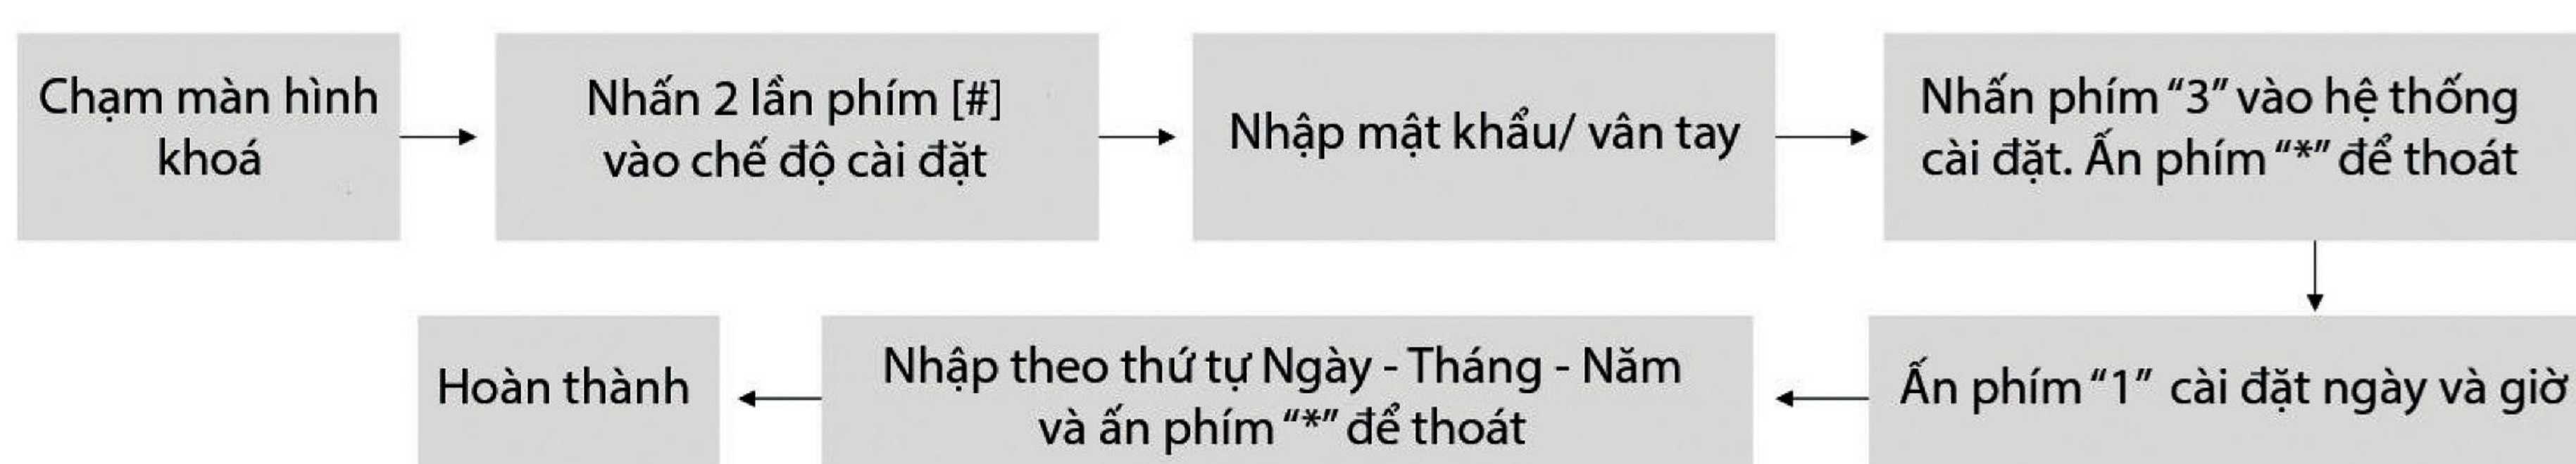 Chạm màn hình
khoá
Nhấn 2 lần phím [#]
vào chế độ cài đặt
Nhập mật khẩu/ vân tay
Nhấn phím “3” vào hệ thống
cài đặt. Ấn phím “*” để thoát
Ấn phím “1” cài đặt ngày và giờ
Nhập theo thứ tự Ngày - Tháng - Năm
và ấn phím “*” để thoát
Hoàn thành